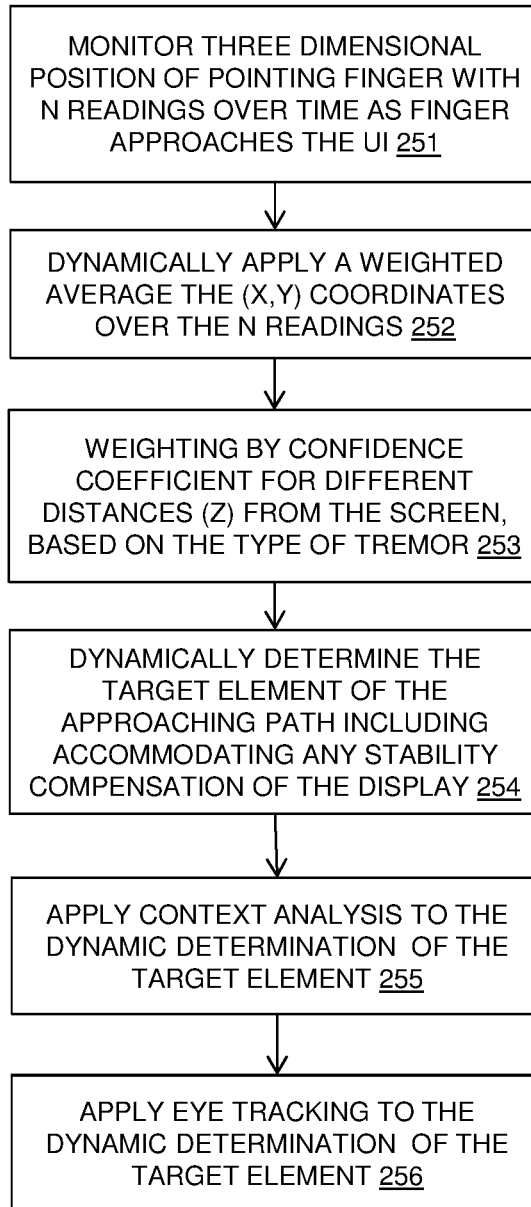 MONITOR THREE DIMENSIONAL
POSITION OF POINTING FINGER WITH
N READINGS OVER TIME AS FINGER
APPROACHES THE UI 251
DYNAMICALLY APPLY A WEIGHTED
AVERAGE THE (X,Y) COORDINATES
OVER THE N READINGS 252
WEIGHTING BY CONFIDENCE
COEFFICIENT FOR DIFFERENT
DISTANCES (Z) FROM THE SCREEN,
BASED ON THE TYPE OF TREMOR 253
DYNAMICALLY DETERMINE THE
TARGET ELEMENT OF THE
APPROACHING PATH INCLUDING
ACCOMMODATING ANY STABILITY
COMPENSATION OF THE DISPLAY 254
APPLY CONTEXT ANALYSIS TO THE
DYNAMIC DETERMINATION OF THE
TARGET ELEMENT 255
APPLY EYE TRACKING TO THE
DYNAMIC DETERMINATION OF THE
TARGET ELEMENT 256